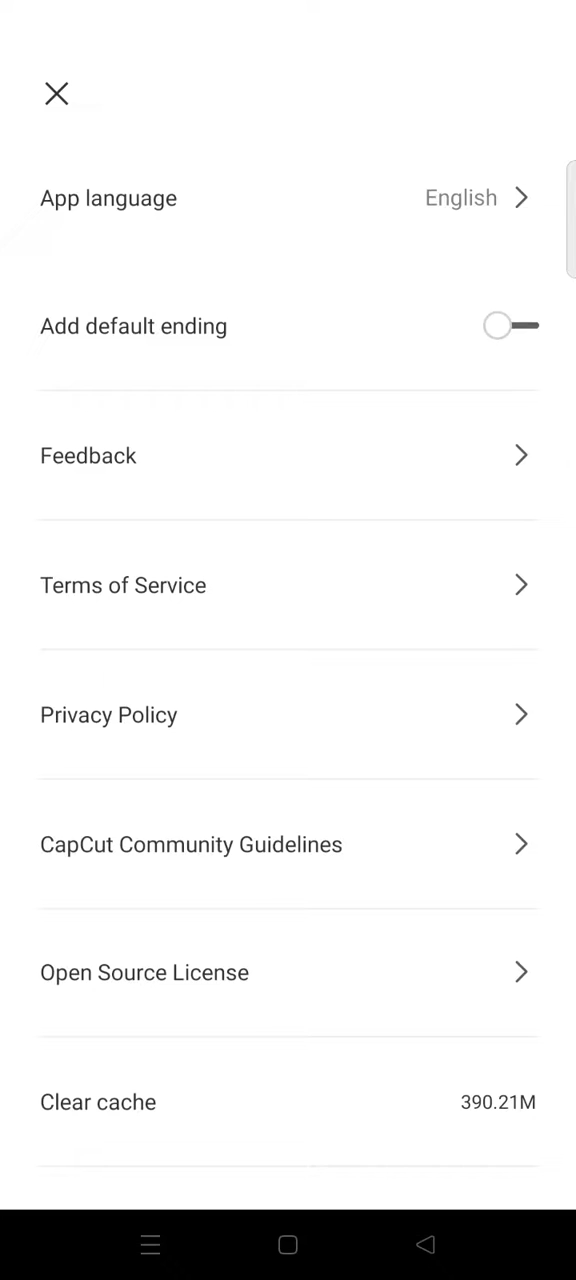 App language English
Add default ending
Feedback
Terms of Service
Privacy Policy
CapCut Community Guidelines
Open Source License
Clear cache 390.21M